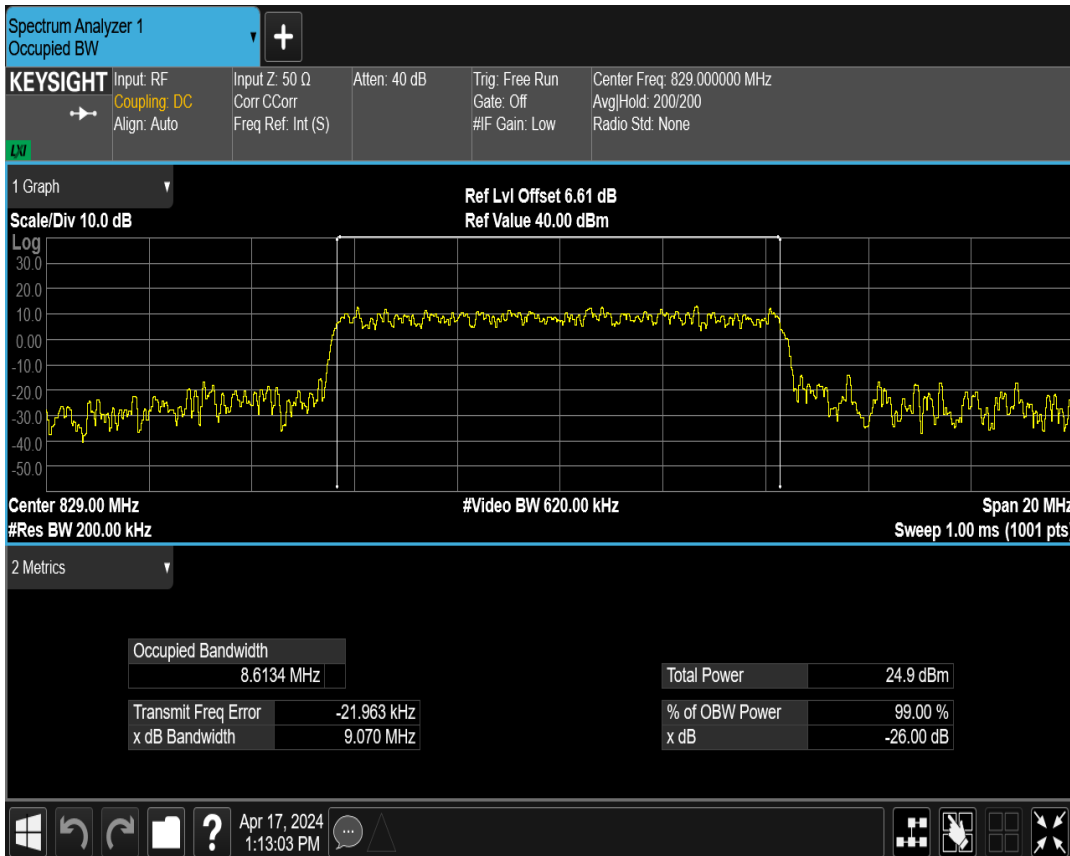 Spectrum Analyzer 1
Occupied BW
+
KEYSIGHT
LXI
Input: RF
Coupling: DC
Align: Auto
Input Z: 50 Ω
Corr CCorr
Freq Ref: Int (S)
Atten: 40 dB
Trig: Free Run
Gate: Off
#IF Gain: Low
Center Freq: 829.000000 MHz
Avg|Hold: 200/200
Radio Std: None
1 Graph
Scale/Div 10.0 dB
Ref Lvl Offset 6.61 dB
Ref Value 40.00 dBm
Log
30.0
20.0
10.0
0.00
-10.0
-20.0
-30.0
-40.0
-50.0
Center 829.00 MHz
#Video BW 620.00 kHz
Span 20 MHz
#Res BW 200.00 kHz
Sweep 1.00 ms (1001 pts)
2 Metrics
Occupied Bandwidth
8.6134 MHz
Total Power 24.9 dBm
Transmit Freq Error -21.963 kHz
% of OBW Power 99.00 %
x dB Bandwidth 9.070 MHz
x dB -26.00 dB
?
Apr 17, 2024
1:13:03 PM